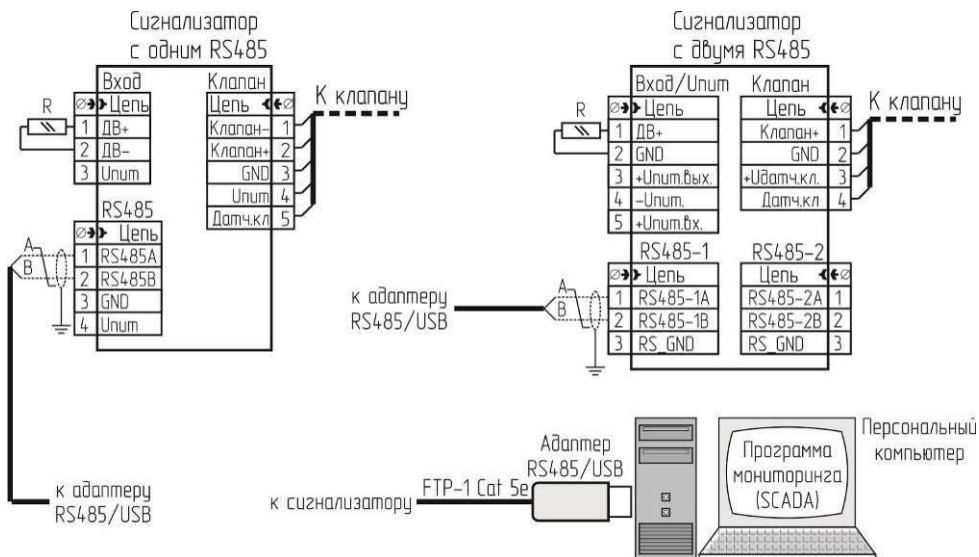 Сигнализатор
с одним RS485
Вход
Клапан
Цепь
Цепь
R
1 ДВ+
2 ДВ-
3 Uпит
Клапан- 1
Клапан+ 2
GND 3
Uпит 4
Датч.кл 5
К клапану
RS485
Цепь
A
B
1 RS485A
2 RS485B
3 GND
4 Uпит
к адаптеру
RS485/USB
Сигнализатор
с двумя RS485
Вход/Uпит
Клапан
Цепь
Цепь
R
1 ДВ+
2 GND
3 +Uпит.вых.
4 -Uпит.
5 +Uпит.вх.
Клапан+ 1
GND 2
+Uдатч.кл. 3
Датч.кл 4
К клапану
RS485-1
RS485-2
Цепь
Цепь
A
B
1 RS485-1A
2 RS485-1B
3 RS_GND
RS485-2A 1
RS485-2B 2
RS_GND 3
к адаптеру
RS485/USB
к сигнализатору
FTP-1 Cat 5e
Адаптер
RS485/USB
Программа
мониторинга
(SCADA)
Персональный
компьютер